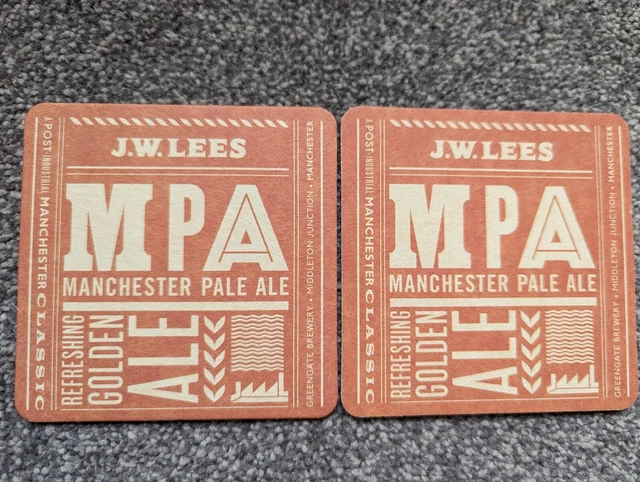 J.W. LEES
MPA
MANCHESTER PALE ALE
REFRESHING
GOLDEN
ALE
A POST-INDUSTRIAL MANCHESTER CLASSIC
GREENGATE BREWERY • MIDDLETON JUNCTION • MANCHESTER
J.W. LEES
MPA
MANCHESTER PALE ALE
REFRESHING
GOLDEN
ALE
A POST-INDUSTRIAL MANCHESTER CLASSIC
GREENGATE BREWERY • MIDDLETON JUNCTION • MANCHESTER